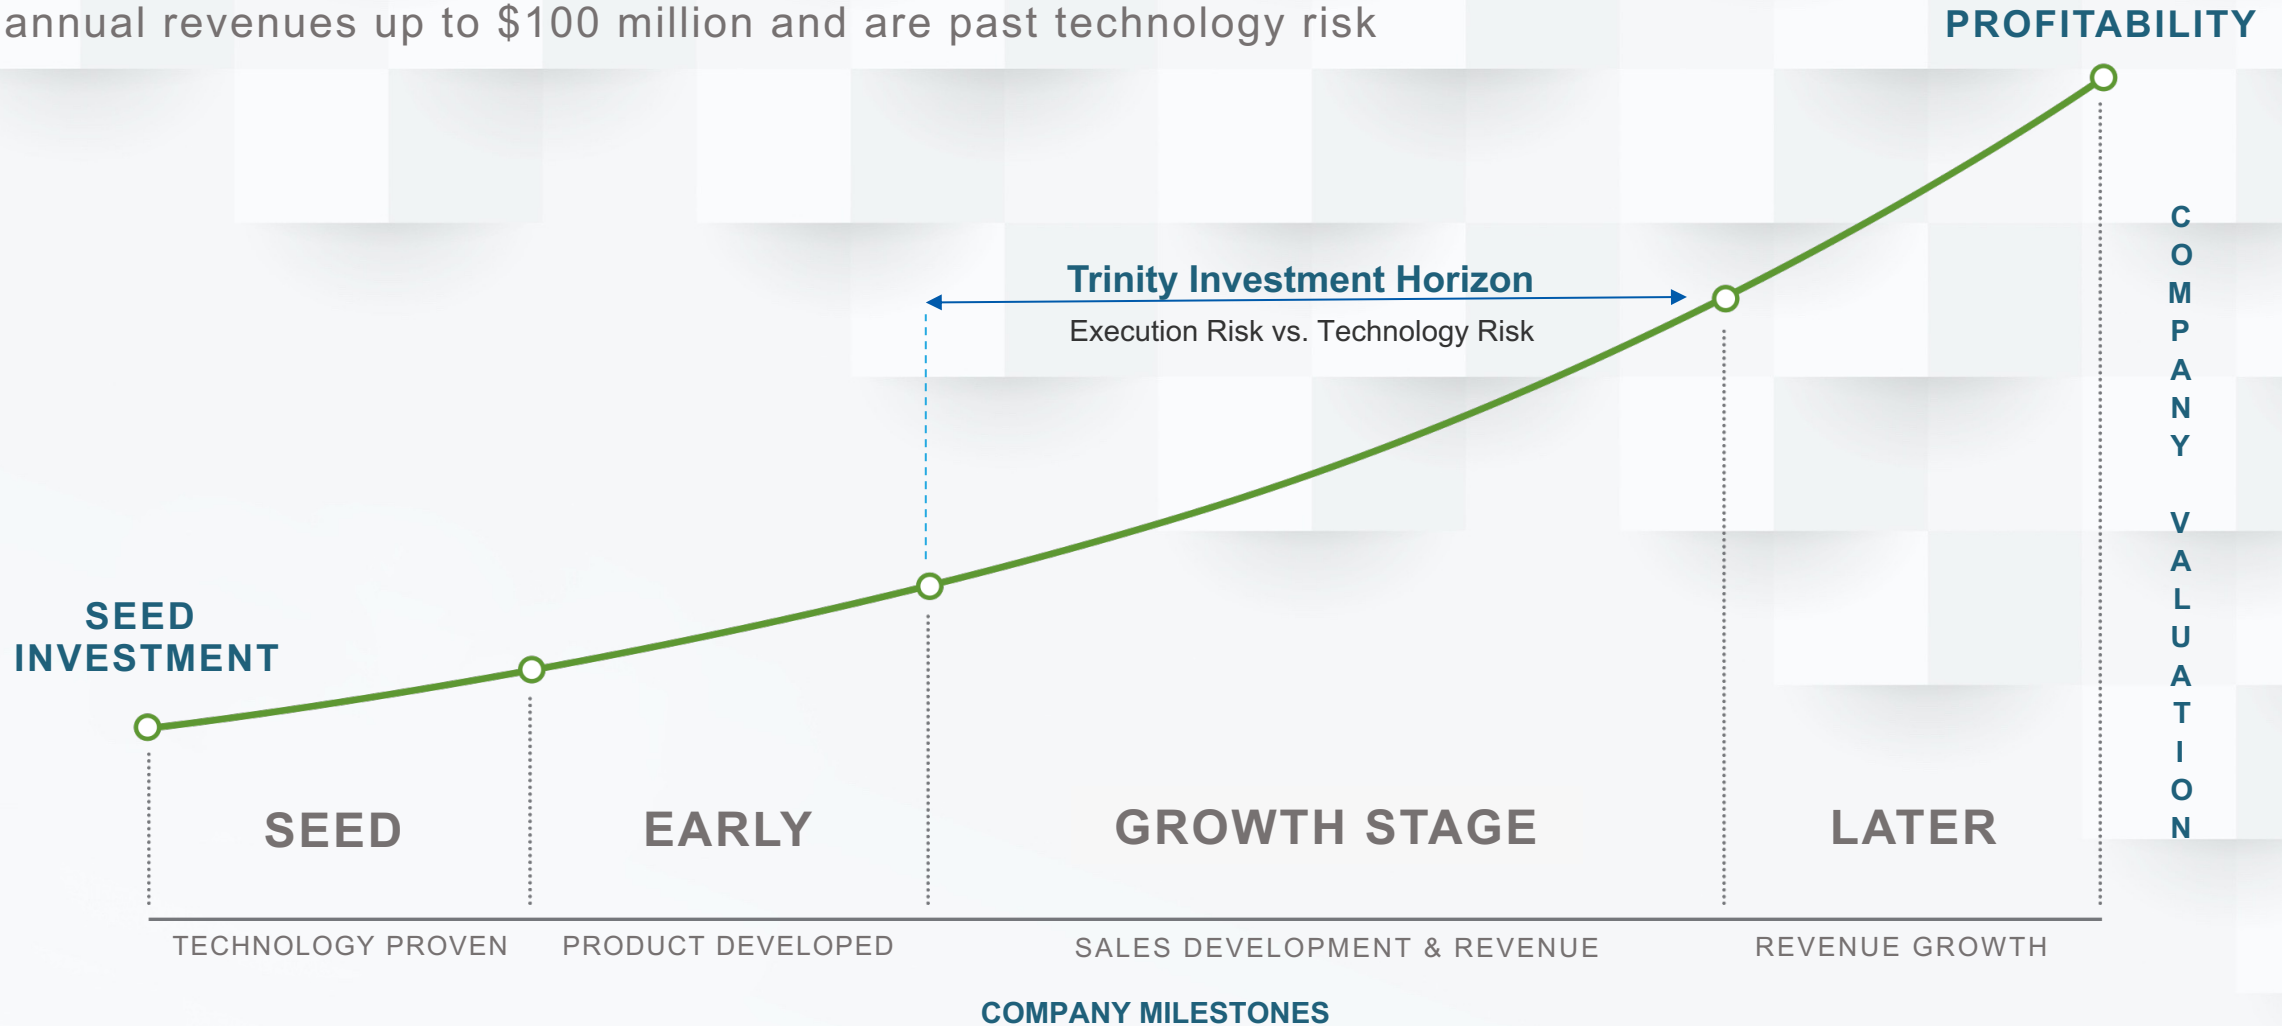 annual revenues up to $100 million and are past technology risk
PROFITABILITY
Trinity Investment Horizon
Execution Risk vs. Technology Risk
COMPANY VALUATION
SEED
INVESTMENT
SEED
EARLY
GROWTH STAGE
LATER
TECHNOLOGY PROVEN
PRODUCT DEVELOPED
SALES DEVELOPMENT & REVENUE
REVENUE GROWTH
COMPANY MILESTONES